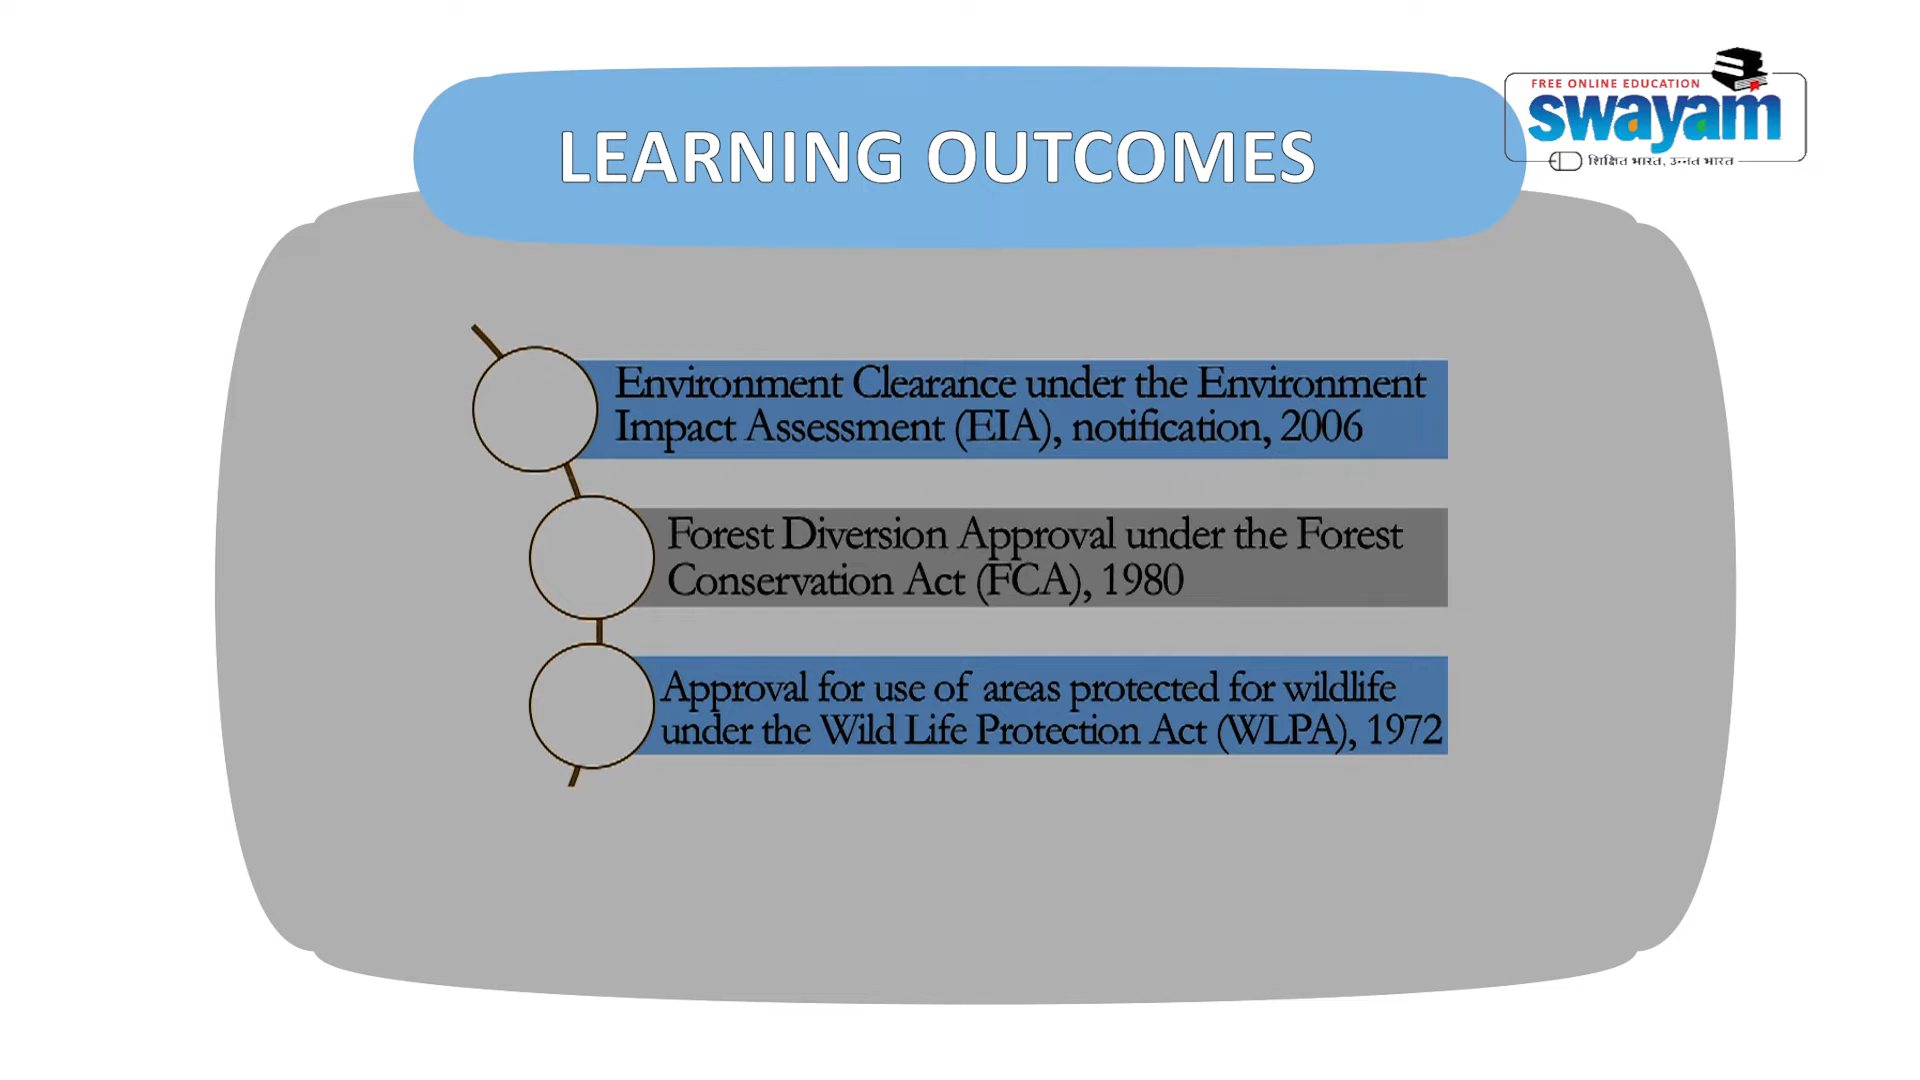 LEARNING OUTCOMES
FREE ONLINE EDUCATION
swayam
शिक्षित भारत, उन्नत भारत
Environment Clearance under the Environment
Impact Assessment (EIA), notification, 2006
Forest Diversion Approval under the Forest
Conservation Act (FCA), 1980
Approval for use of areas protected for wildlife
under the Wild Life Protection Act (WLPA), 1972